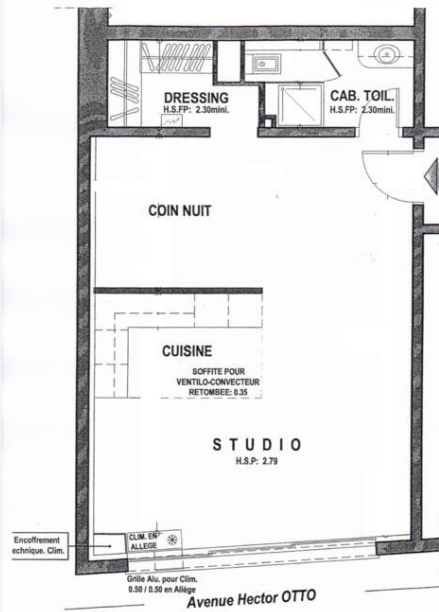 DRESSING
H.S.FP: 2.30mini.
CAB. TOIL.
H.S.FP: 2.30mini.
COIN NUIT
CUISINE
SOFFITE POUR
VENTILO-CONVECTEUR
RETOMBEE: 0.35
STUDIO
H.S.P: 2.79
Encoffrement
echnique. Clim.
CLIM. EN
ALLEGE
Grille Alu. pour Clim.
0.50 / 0.50 en Allège
Avenue Hector OTTO